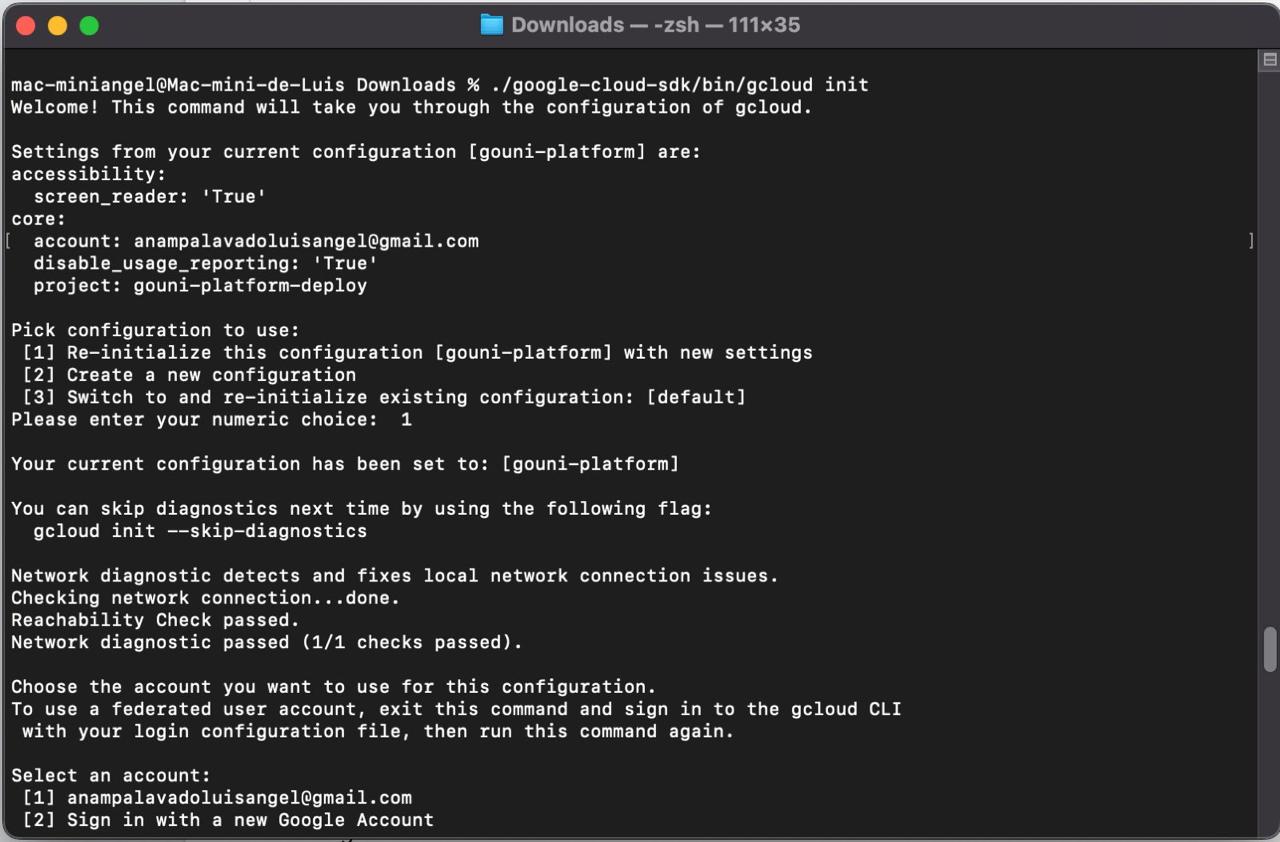 Downloads — -zsh — 111×35
mac-miniangel@Mac-mini-de-Luis Downloads % ./google-cloud-sdk/bin/gcloud init
Welcome! This command will take you through the configuration of gcloud.
Settings from your current configuration [gouni-platform] are:
accessibility:
  screen_reader: 'True'
core:
[  account: anampalavadoluisangel@gmail.com ]
  disable_usage_reporting: 'True'
  project: gouni-platform-deploy
Pick configuration to use:
 [1] Re-initialize this configuration [gouni-platform] with new settings
 [2] Create a new configuration
 [3] Switch to and re-initialize existing configuration: [default]
Please enter your numeric choice:  1
Your current configuration has been set to: [gouni-platform]
You can skip diagnostics next time by using the following flag:
  gcloud init --skip-diagnostics
Network diagnostic detects and fixes local network connection issues.
Checking network connection...done.
Reachability Check passed.
Network diagnostic passed (1/1 checks passed).
Choose the account you want to use for this configuration.
To use a federated user account, exit this command and sign in to the gcloud CLI
 with your login configuration file, then run this command again.
Select an account:
 [1] anampalavadoluisangel@gmail.com
 [2] Sign in with a new Google Account